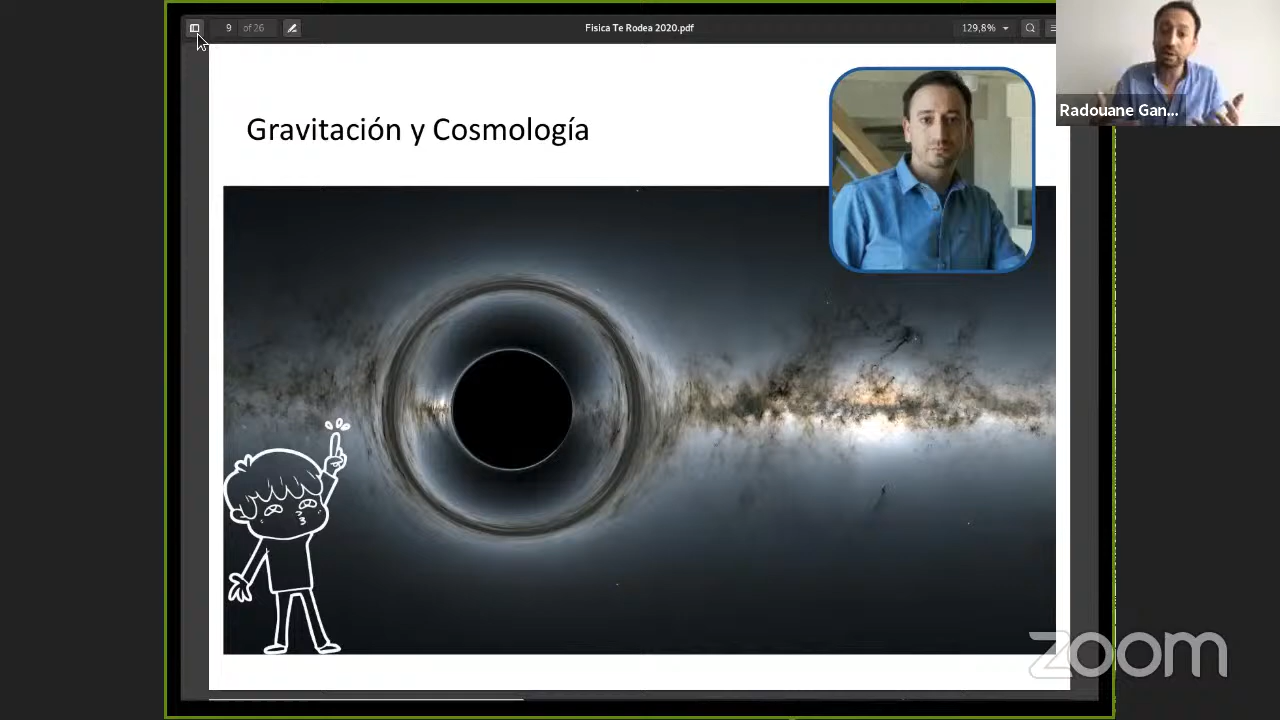 9 of 26
Fisica Te Rodea 2020.pdf
129,8%
Radouane Gan...
Gravitación y Cosmología
zoom